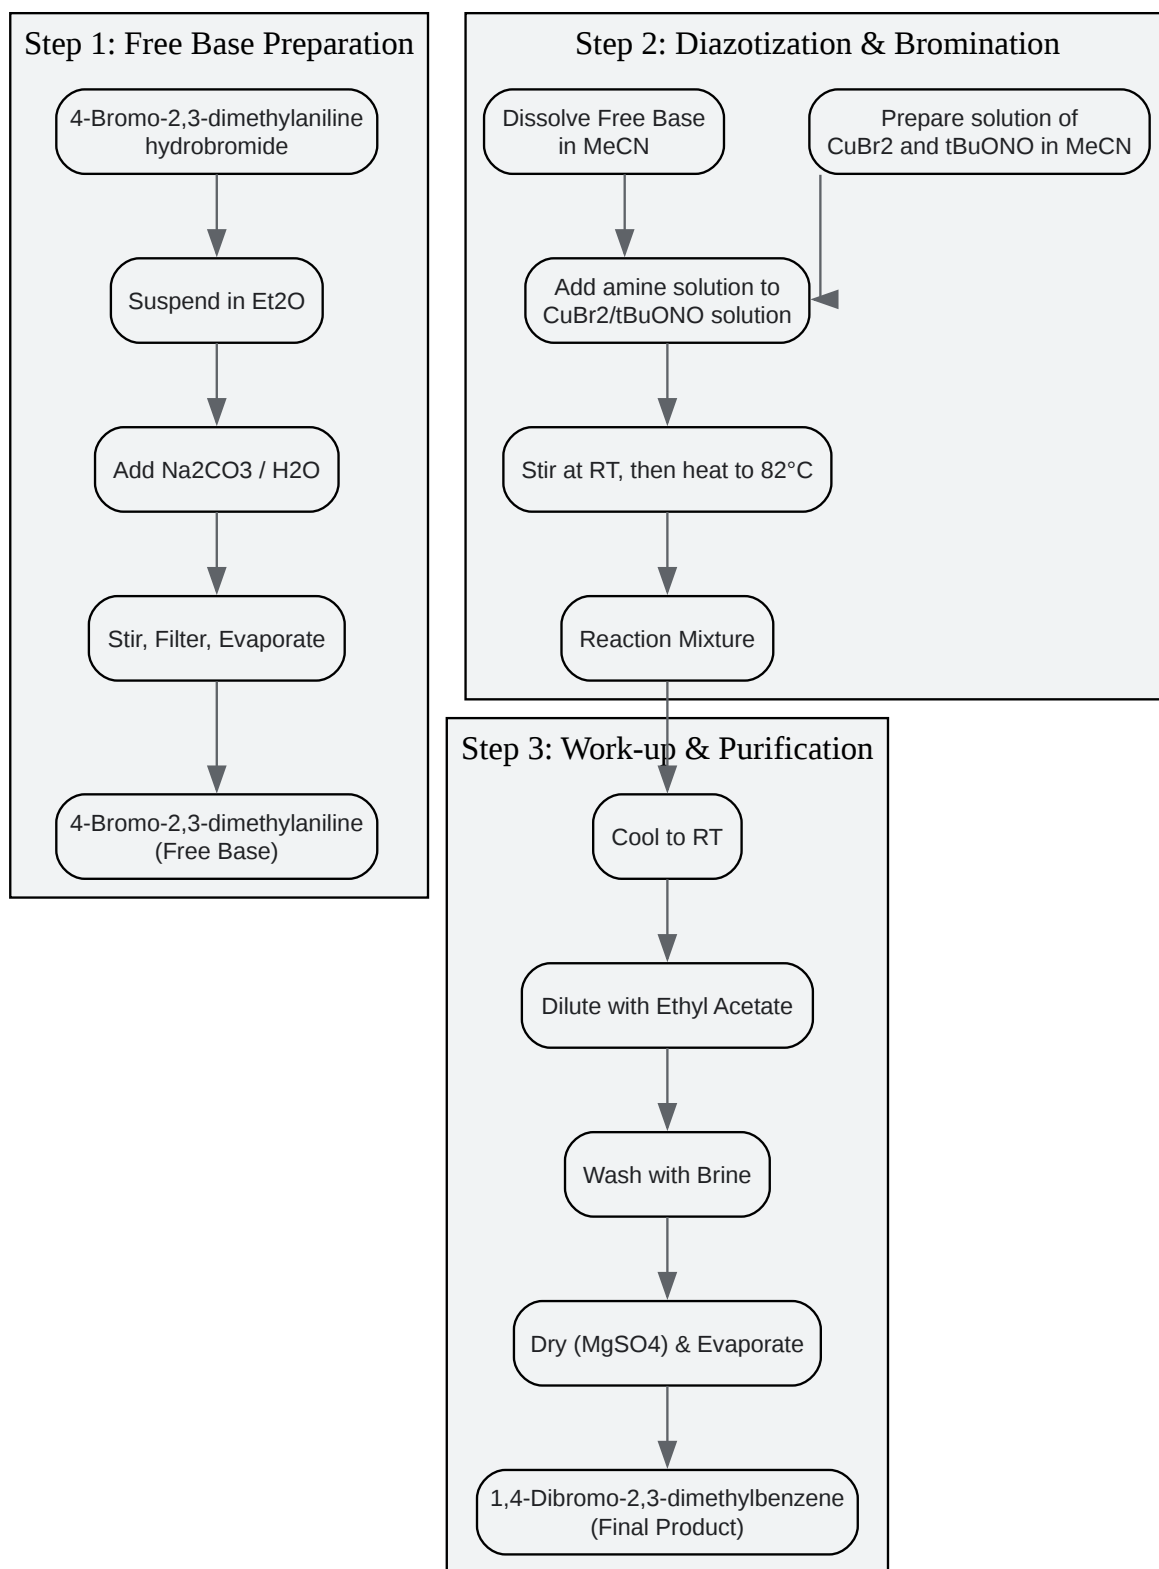 Step 1: Free Base Preparation
4-Bromo-2,3-dimethylaniline
hydrobromide
Suspend in Et2O
Add Na2CO3 / H2O
Stir, Filter, Evaporate
4-Bromo-2,3-dimethylaniline
(Free Base)
Step 2: Diazotization & Bromination
Dissolve Free Base
in MeCN
Prepare solution of
CuBr2 and tBuONO in MeCN
Add amine solution to
CuBr2/tBuONO solution
Stir at RT, then heat to 82°C
Reaction Mixture
Step 3: Work-up & Purification
Cool to RT
Dilute with Ethyl Acetate
Wash with Brine
Dry (MgSO4) & Evaporate
1,4-Dibromo-2,3-dimethylbenzene
(Final Product)